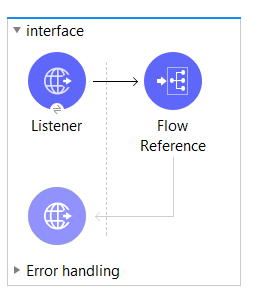 interface
Listener
Flow
Reference
Error handling